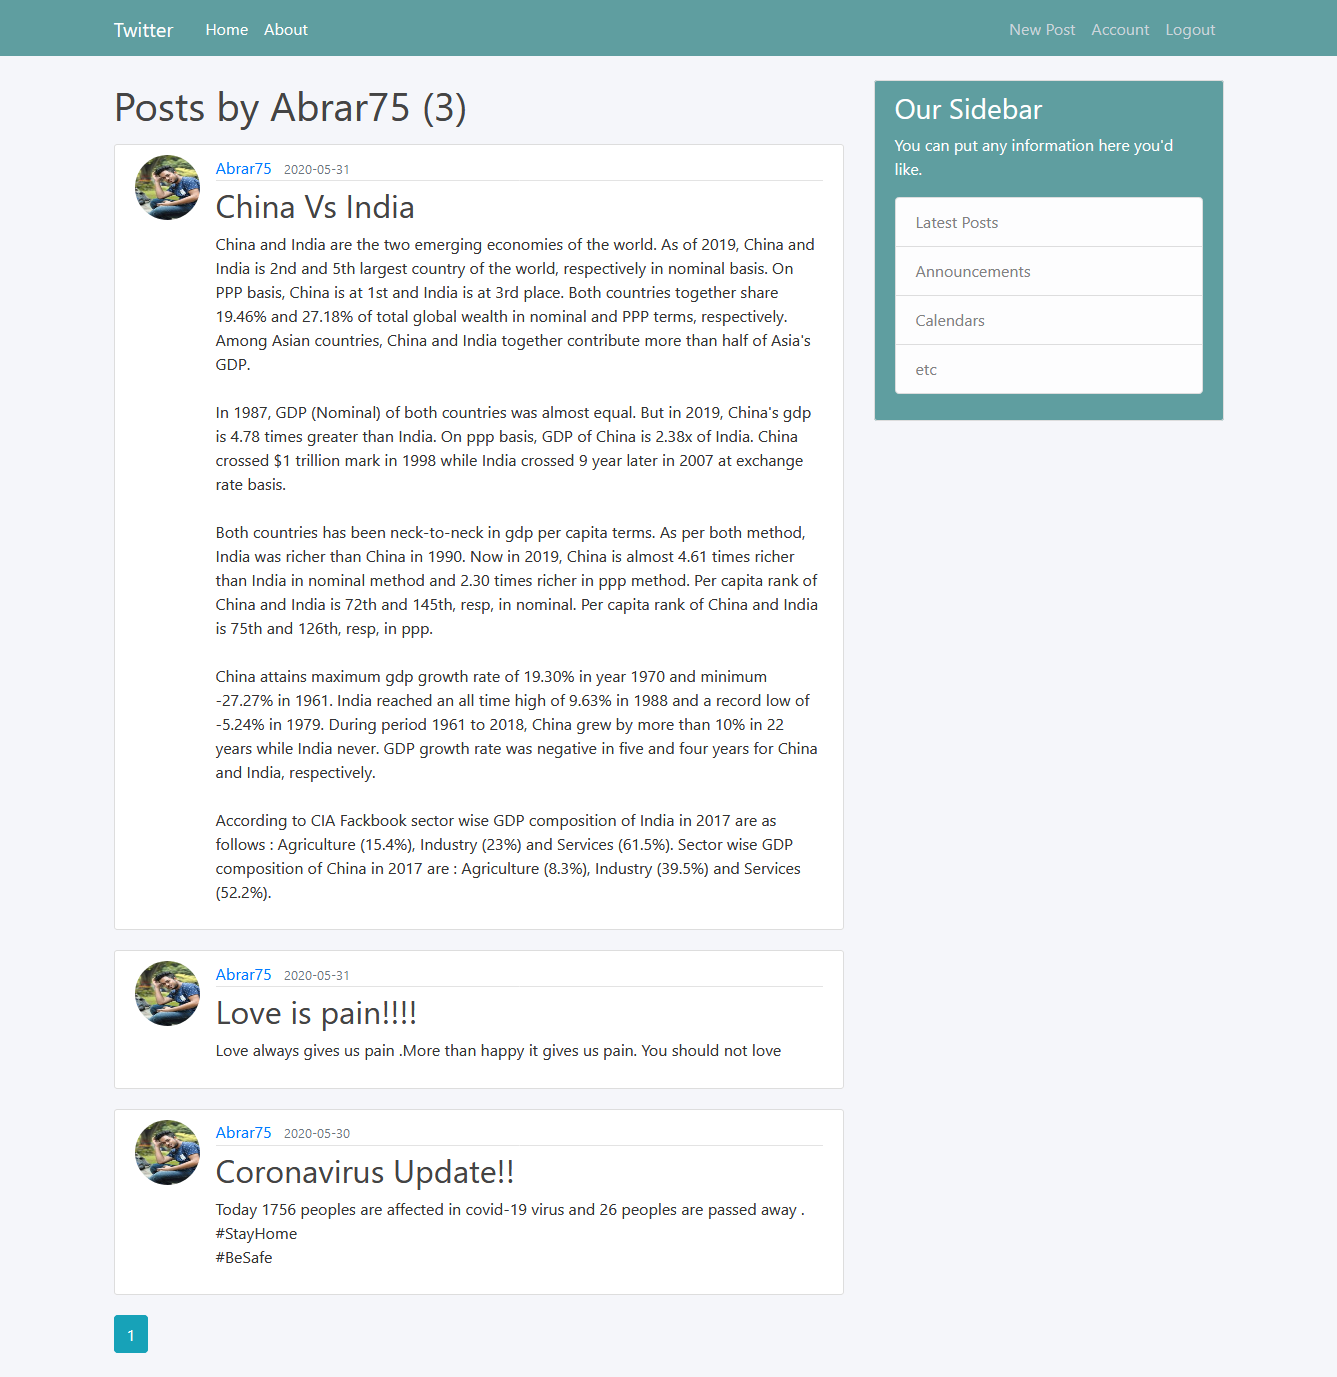 Twitter Home About New Post Account Logout
Posts by Abrar75 (3)
Abrar75 2020-05-31
China Vs India
China and India are the two emerging economies of the world. As of 2019, China and
India is 2nd and 5th largest country of the world, respectively in nominal basis. On
PPP basis, China is at 1st and India is at 3rd place. Both countries together share
19.46% and 27.18% of total global wealth in nominal and PPP terms, respectively.
Among Asian countries, China and India together contribute more than half of Asia's
GDP.
In 1987, GDP (Nominal) of both countries was almost equal. But in 2019, China's gdp
is 4.78 times greater than India. On ppp basis, GDP of China is 2.38x of India. China
crossed $1 trillion mark in 1998 while India crossed 9 year later in 2007 at exchange
rate basis.
Both countries has been neck-to-neck in gdp per capita terms. As per both method,
India was richer than China in 1990. Now in 2019, China is almost 4.61 times richer
than India in nominal method and 2.30 times richer in ppp method. Per capita rank of
China and India is 72th and 145th, resp, in nominal. Per capita rank of China and India
is 75th and 126th, resp, in ppp.
China attains maximum gdp growth rate of 19.30% in year 1970 and minimum
-27.27% in 1961. India reached an all time high of 9.63% in 1988 and a record low of
-5.24% in 1979. During period 1961 to 2018, China grew by more than 10% in 22
years while India never. GDP growth rate was negative in five and four years for China
and India, respectively.
According to CIA Fackbook sector wise GDP composition of India in 2017 are as
follows : Agriculture (15.4%), Industry (23%) and Services (61.5%). Sector wise GDP
composition of China in 2017 are : Agriculture (8.3%), Industry (39.5%) and Services
(52.2%).
Abrar75 2020-05-31
Love is pain!!!!
Love always gives us pain .More than happy it gives us pain. You should not love
Abrar75 2020-05-30
Coronavirus Update!!
Today 1756 peoples are affected in covid-19 virus and 26 peoples are passed away .
#StayHome
#BeSafe
1
Our Sidebar
You can put any information here you'd
like.
Latest Posts
Announcements
Calendars
etc